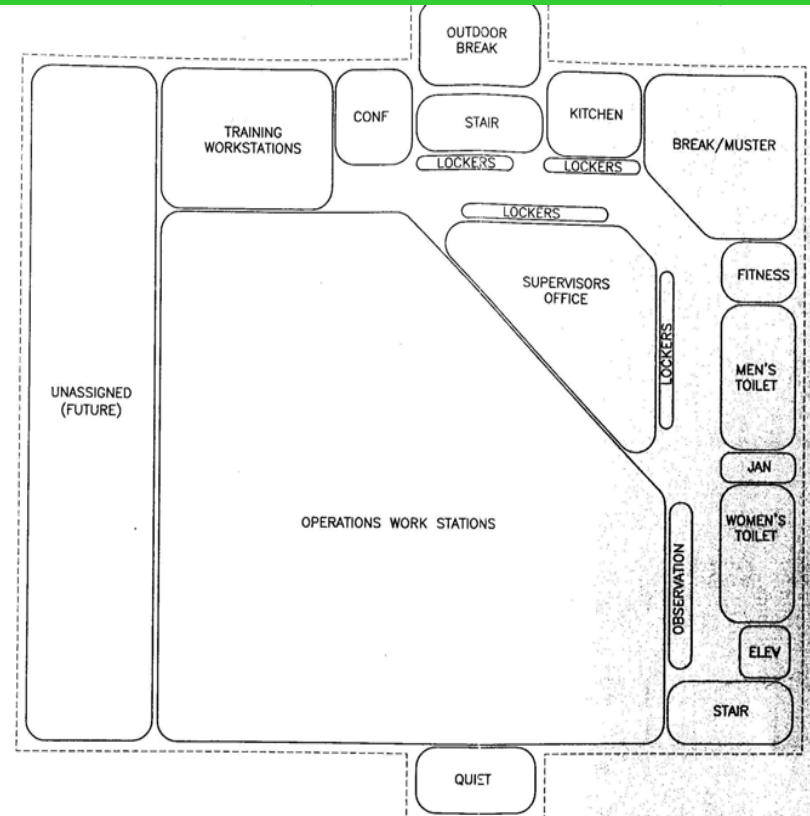 OUTDOOR
BREAK
TRAINING
WORKSTATIONS
CONF
STAIR
KITCHEN
BREAK/MUSTER
LOCKERS
LOCKERS
LOCKERS
SUPERVISORS
OFFICE
FITNESS
LOCKERS
MEN'S
TOILET
UNASSIGNED
(FUTURE)
JAN
OPERATIONS WORK STATIONS
WOMEN'S
TOILET
OBSERVATION
ELEV
STAIR
QUIET